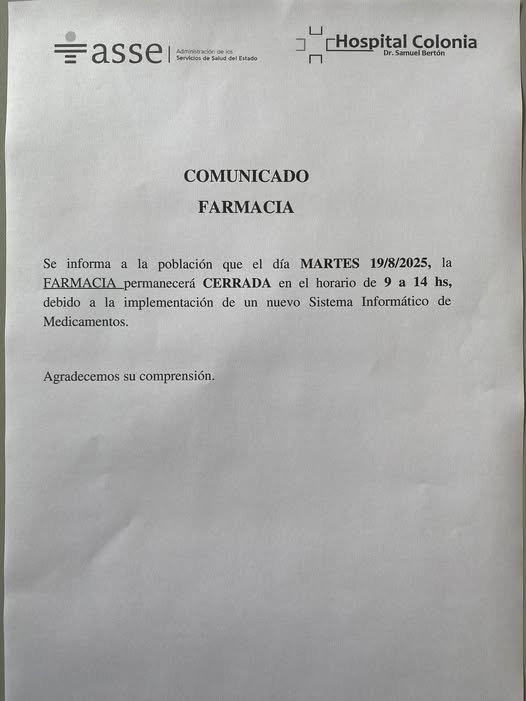 asse
Administración de los
Servicios de Salud del Estado
Hospital Colonia
Dr. Samuel Bertón
COMUNICADO
FARMACIA
Se informa a la población que el día MARTES 19/8/2025, la
FARMACIA permanecerá CERRADA en el horario de 9 a 14 hs,
debido a la implementación de un nuevo Sistema Informático de
Medicamentos.
Agradecemos su comprensión.